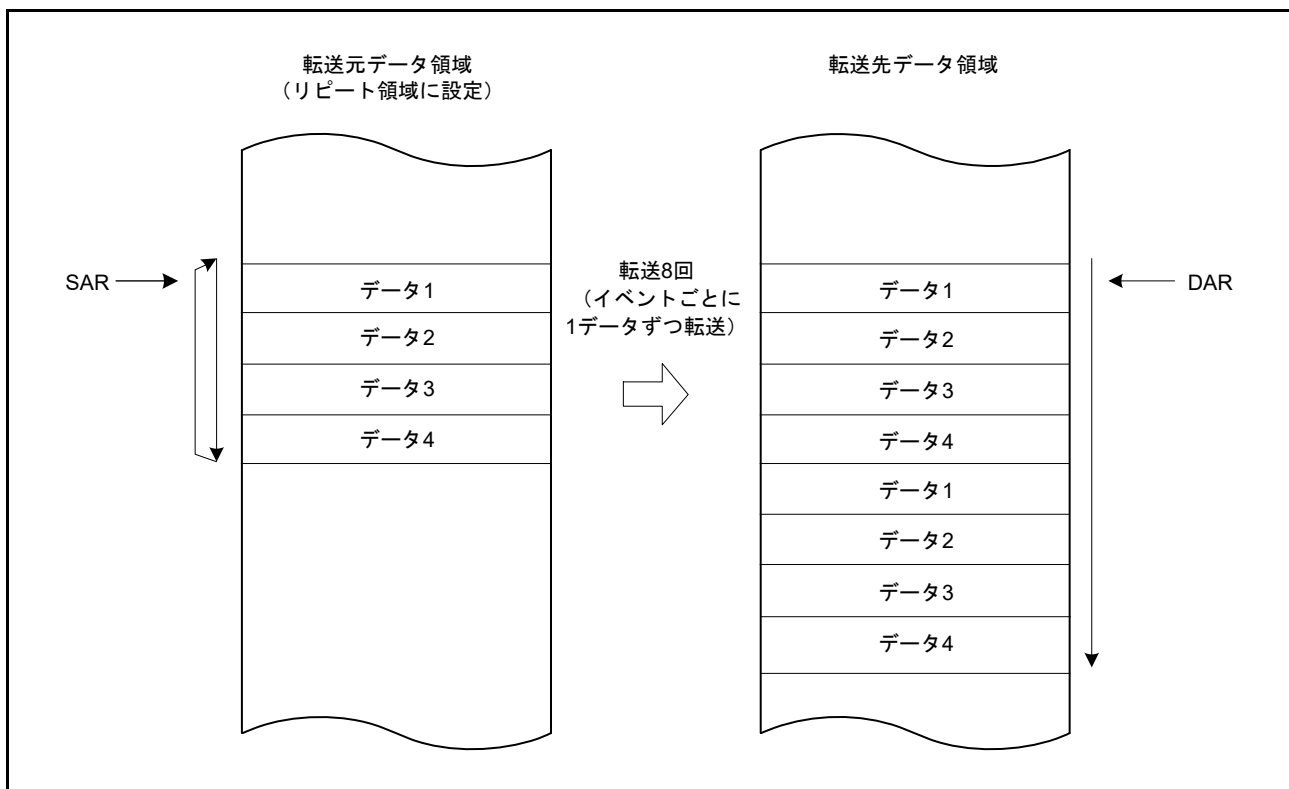 転送元データ領域
（リピート領域に設定）
転送先データ領域
SAR
データ1
データ2
データ3
データ4
転送8回
（イベントごとに
1データずつ転送）
データ1
データ2
データ3
データ4
データ1
データ2
データ3
データ4
DAR